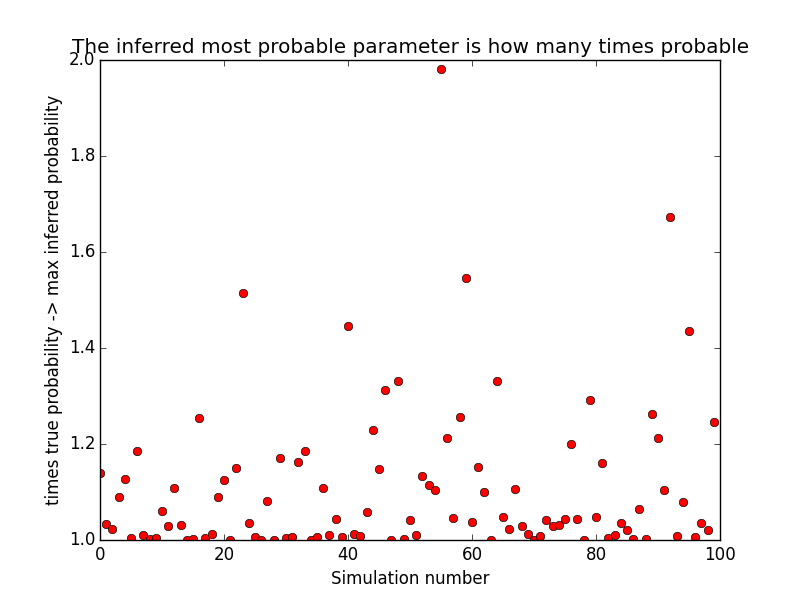 The inferred most probable parameter is how many times probable
times true probability -> max inferred probability
2.0
1.8
1.6
1.4
1.2
1.0
0 20 40 60 80 100
Simulation number